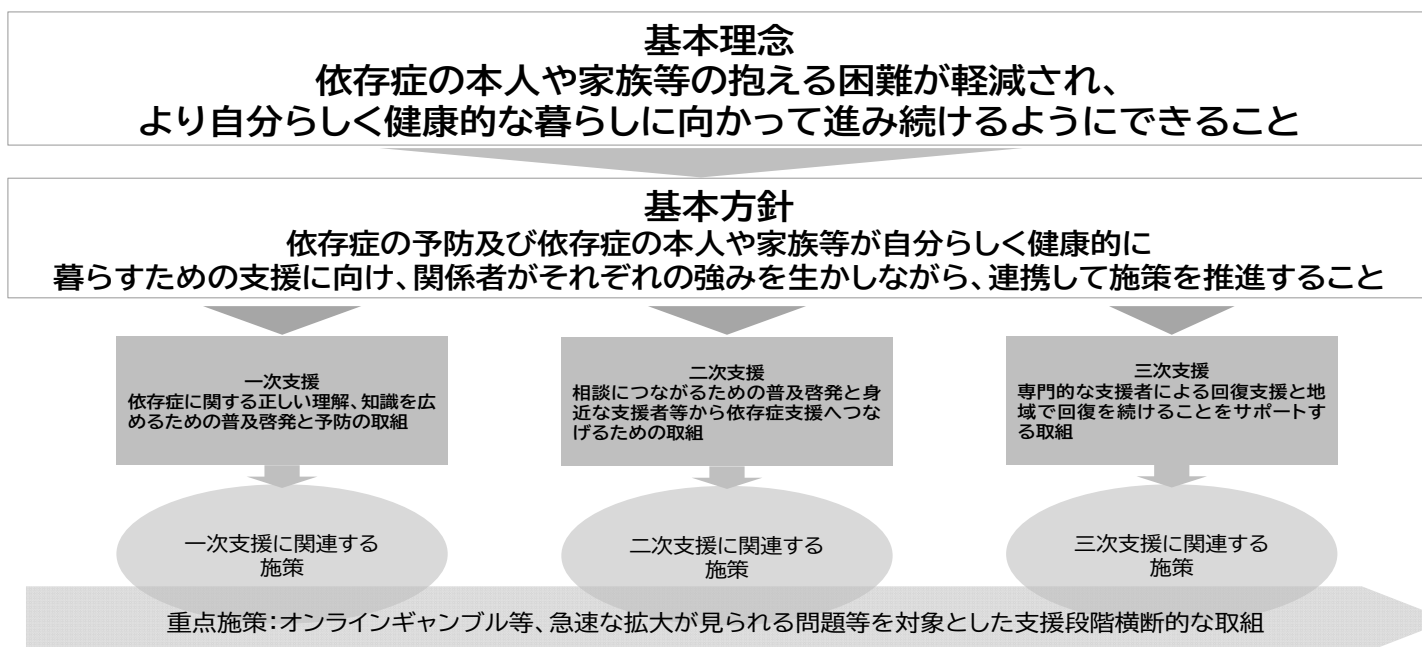 基本理念
依存症の本人や家族等の抱える困難が軽減され、
より自分らしく健康的な暮らしに向かって進み続けるようにできること
基本方針
依存症の予防及び依存症の本人や家族等が自分らしく健康的に
暮らすための支援に向け、関係者がそれぞれの強みを生かしながら、連携して施策を推進すること
一次支援
依存症に関する正しい理解、知識を広
めるための普及啓発と予防の取組
二次支援
相談につながるための普及啓発と身
近な支援者等から依存症支援へつな
げるための取組
三次支援
専門的な支援者による回復支援と地
域で回復を続けることをサポートす
る取組
一次支援に関連する
施策
二次支援に関連する
施策
三次支援に関連する
施策
重点施策:オンラインギャンブル等、急速な拡大が見られる問題等を対象とした支援段階横断的な取組